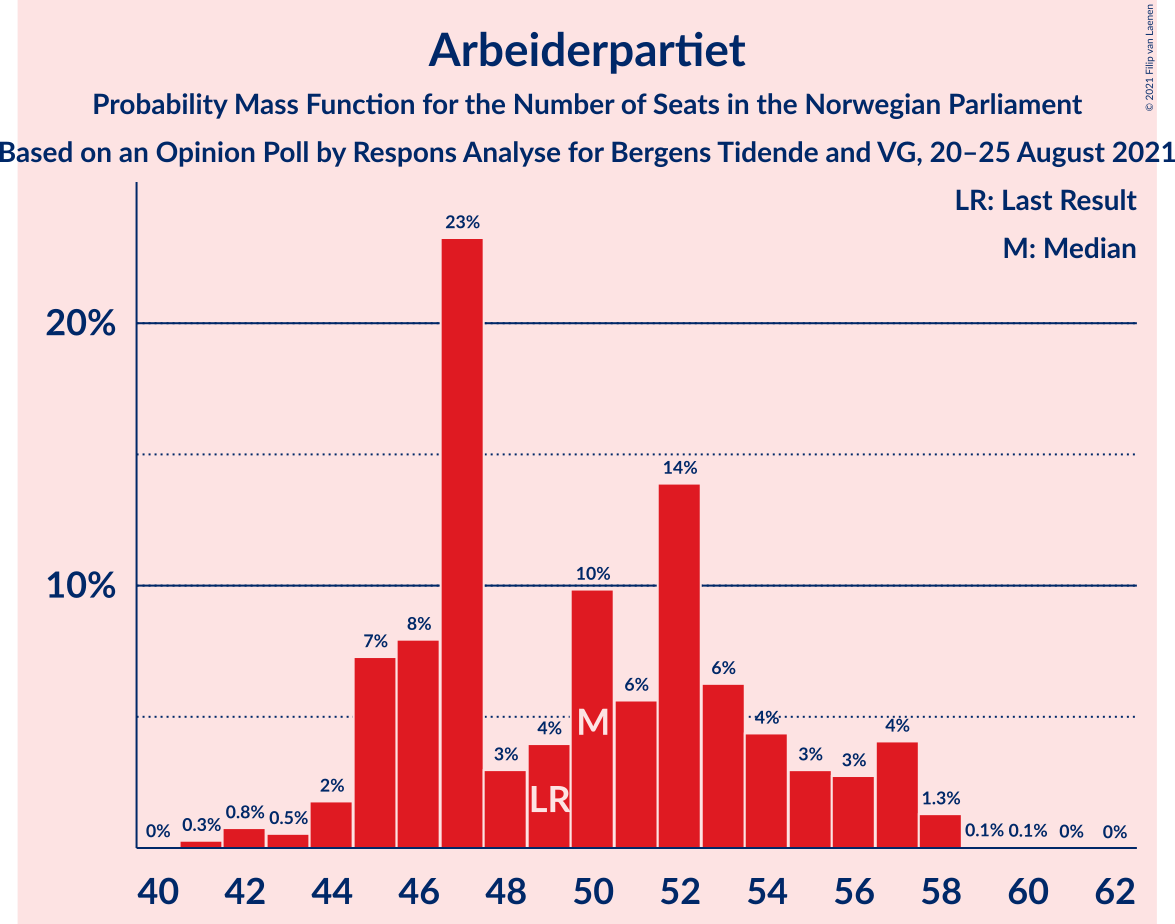 Arbeiderpartiet
Probability Mass Function for the Number of Seats in the Norwegian Parliament
Based on an Opinion Poll by Respons Analyse for Bergens Tidende and VG, 20–25 August 2021
© 2021 Filip van Laenen
LR: Last Result
M: Median
20%
10%
0% 0.3% 0.8% 0.5% 2% 7% 8% 23% 3% 4% 10% 6% 14% 6% 4% 3% 3% 4% 1.3% 0.1% 0.1% 0% 0%
M
LR
40 42 44 46 48 50 52 54 56 58 60 62